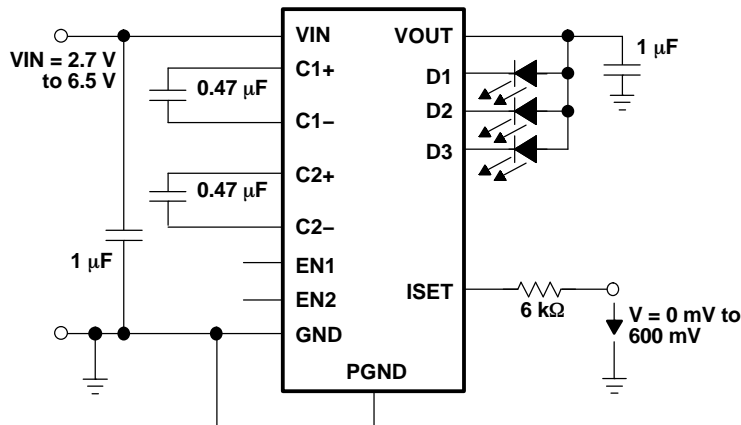 VIN
VOUT
VIN = 2.7 V
to 6.5 V
1 μF
C1+
0.47 μF
D1
D2
C1−
D3
C2+
0.47 μF
C2−
1 μF
EN1
EN2
ISET
6 kΩ
V = 0 mV to
600 mV
GND
PGND